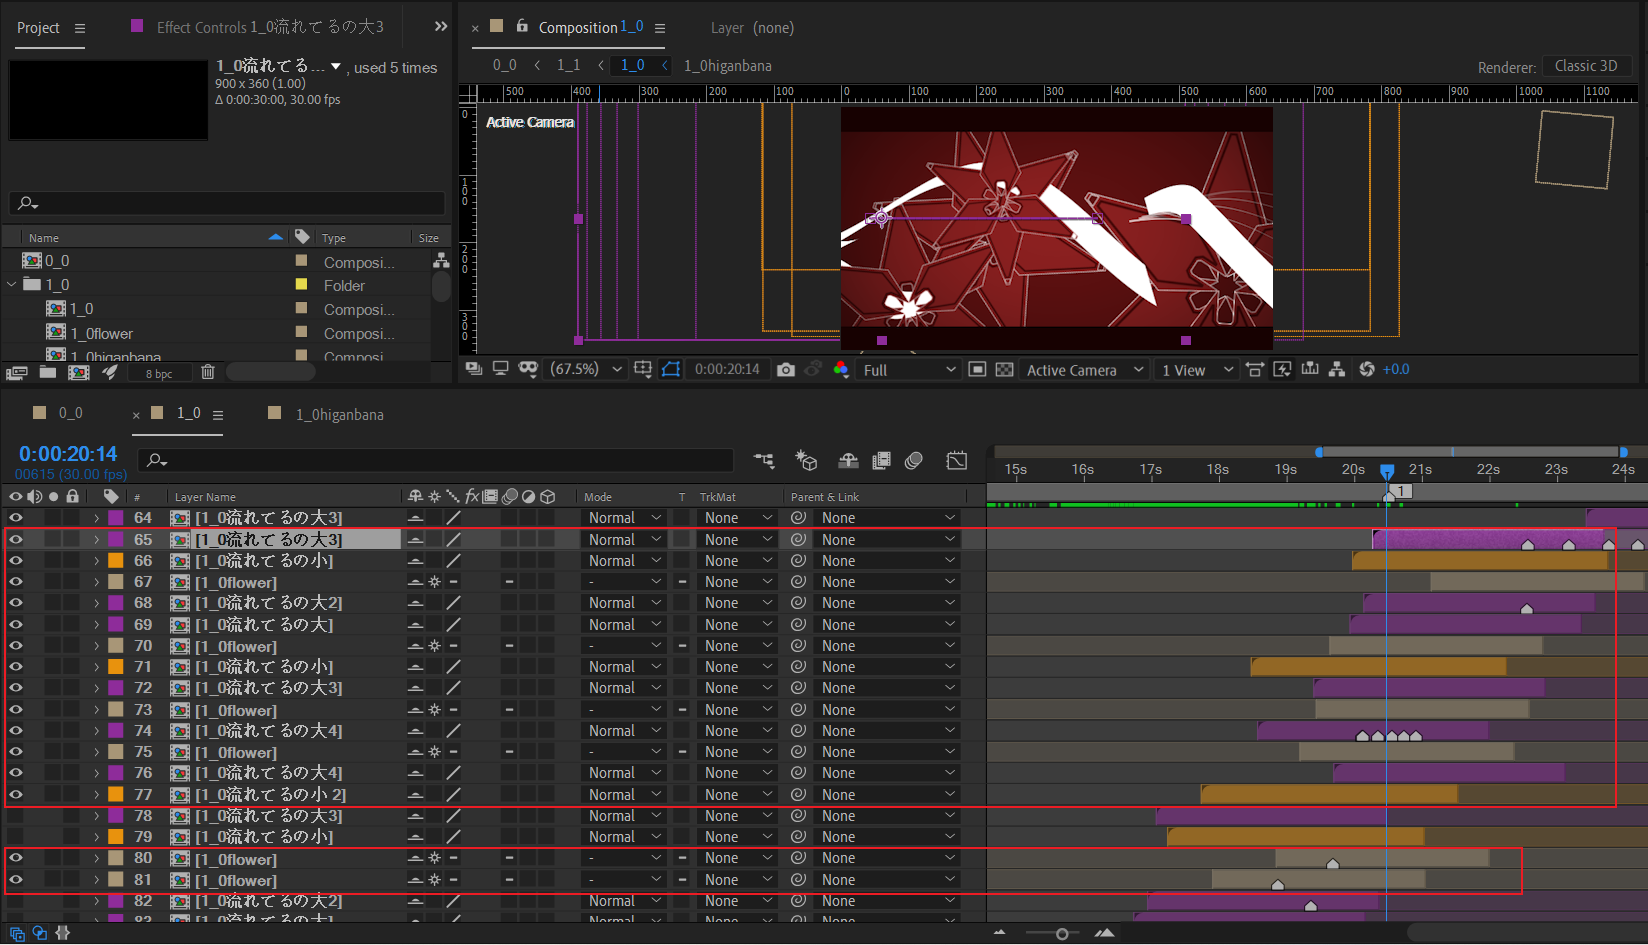 Project
Effect Controls 1_0流れてるの大3
1_0流れてる... , used 5 times
900 x 360 (1.00)
Δ 0:00:30:00, 30.00 fps
Name Type Size
0_0 Composi...
1_0 Folder
1_0 Composi...
1_0flower Composi...
1_0higanbana Composi...
8 bpc
Composition 1_0
Layer (none)
0_0 1_1 1_0 1_0higanbana
Renderer: Classic 3D
500 400 300 200 100 0 100 200 300 400 500 600 700 800 900 1000 1100
0
100
200
300
Active Camera
(67.5%) 0:00:20:14 Full Active Camera 1 View +0.0
0_0 1_0 1_0higanbana
0:00:20:14
00615 (30.00 fps)
15s 16s 17s 18s 19s 20s 21s 22s 23s 24s
1
# Layer Name fx Mode T TrkMat Parent & Link
64 [1_0流れてるの大3] Normal None None
65 [1_0流れてるの大3] Normal None None
66 [1_0流れてるの小] Normal None None
67 [1_0flower] - None None
68 [1_0流れてるの大2] Normal None None
69 [1_0流れてるの大] Normal None None
70 [1_0flower] - None None
71 [1_0流れてるの小] Normal None None
72 [1_0流れてるの大3] Normal None None
73 [1_0flower] - None None
74 [1_0流れてるの大4] Normal None None
75 [1_0flower] - None None
76 [1_0流れてるの大4] Normal None None
77 [1_0流れてるの小 2] Normal None None
78 [1_0流れてるの大3] Normal None None
79 [1_0流れてるの小] Normal None None
80 [1_0flower] - None None
81 [1_0flower] - None None
82 [1_0流れてるの大2] Normal None None
83 [1_0流れてるの大] Normal None None